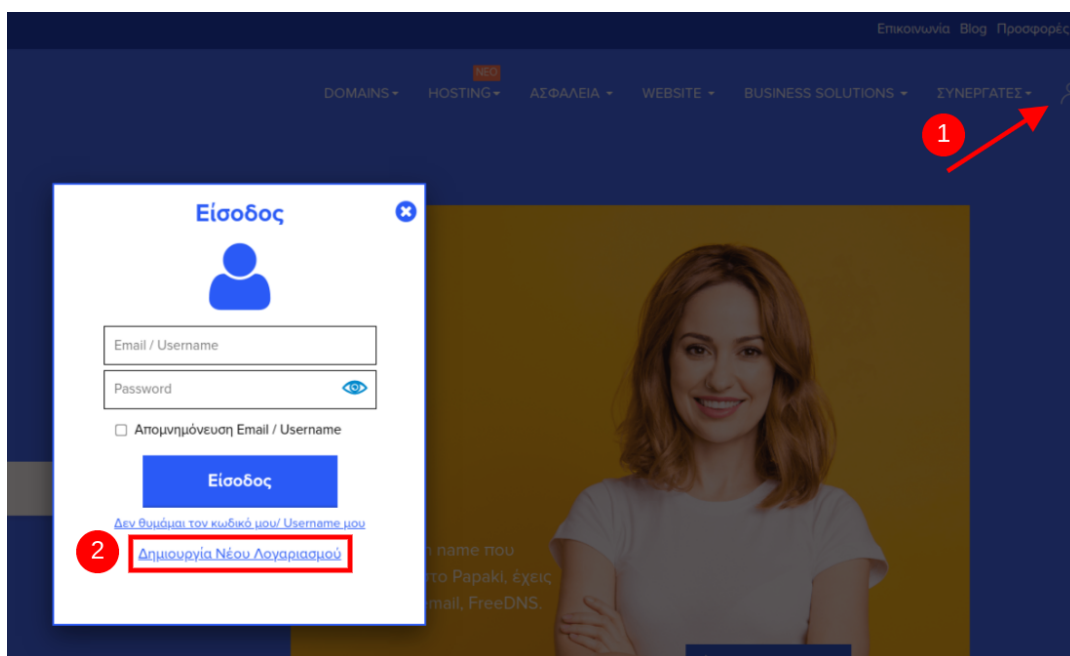 Επικοινωνία Blog Προσφορές
ΝΕΟ
DOMAINS HOSTING ΑΣΦΑΛΕΙΑ WEBSITE BUSINESS SOLUTIONS ΣΥΝΕΡΓΑΤΕΣ
1
Είσοδος
Email / Username
Password
Απομνημόνευση Email / Username
Είσοδος
Δεν θυμάμαι τον κωδικό μου/ Username μου
2
Δημιουργία Νέου Λογαριασμού
name που
το Papaki, έχεις
email, FreeDNS.